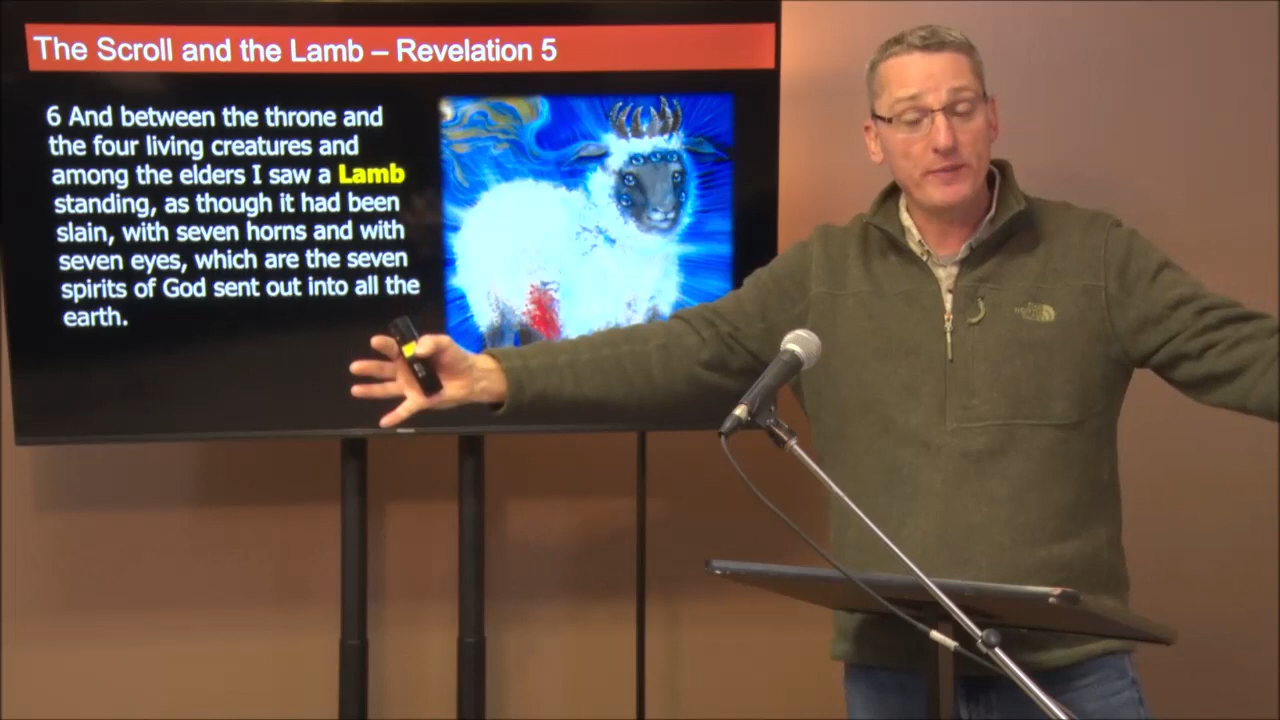 The Scroll and the Lamb – Revelation 5
6 And between the throne and
the four living creatures and
among the elders I saw a Lamb
standing, as though it had been
slain, with seven horns and with
seven eyes, which are the seven
spirits of God sent out into all the
earth.